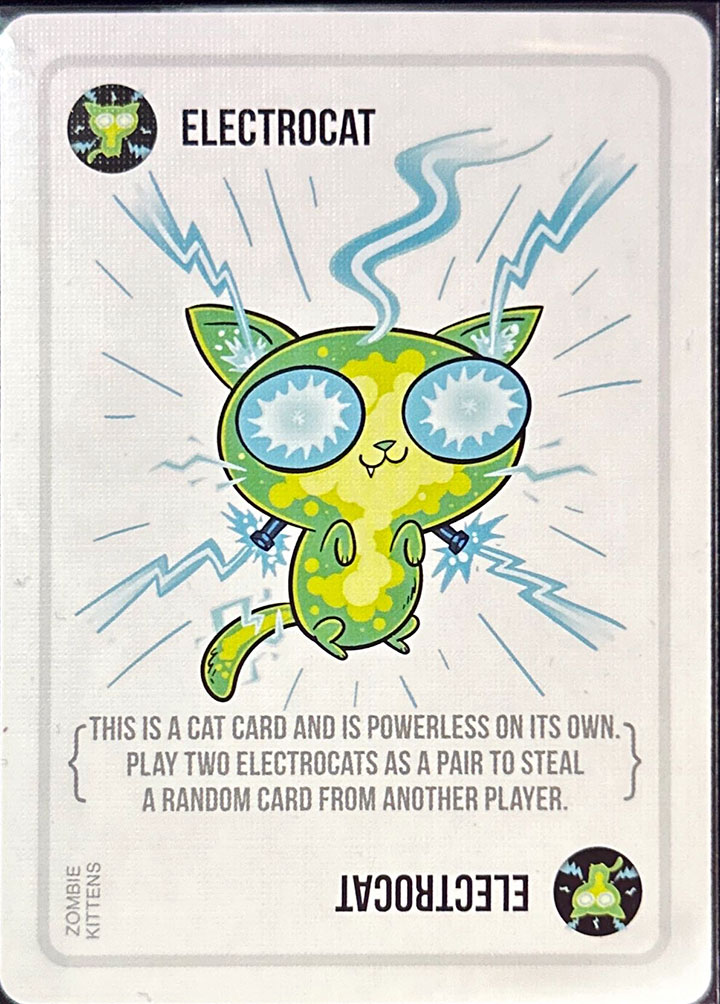 ELECTROCAT
THIS IS A CAT CARD AND IS POWERLESS ON ITS OWN.
PLAY TWO ELECTROCATS AS A PAIR TO STEAL
A RANDOM CARD FROM ANOTHER PLAYER.
ZOMBIE
KITTENS
ELECTROCAT